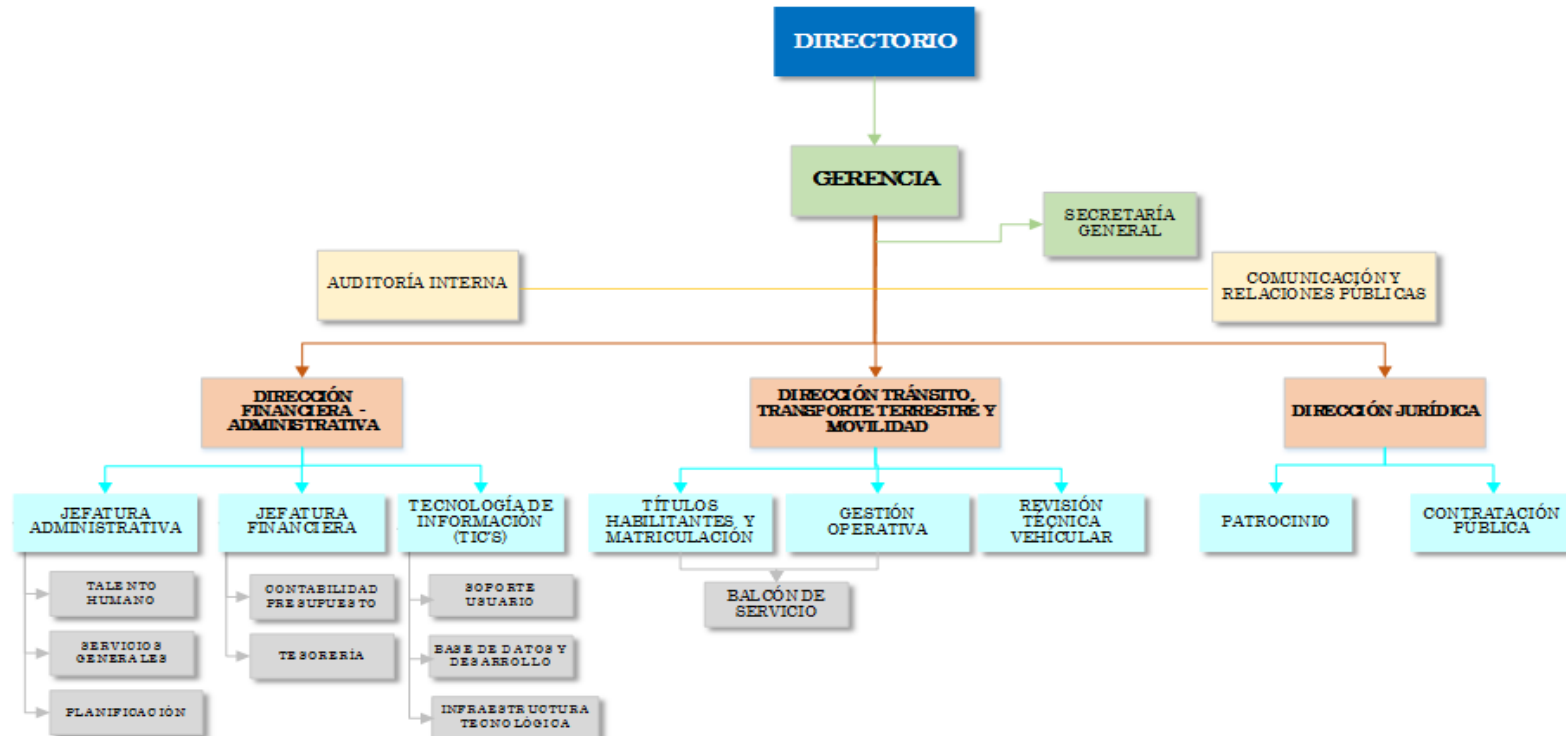 DIRECTORIO
GERENCIA
SECRETARÍA
GENERAL
AUDITORÍA INTERNA
COMUNICACIÓN Y
RELACIONES PÚBLICAS
DIRECCIÓN
FINANCIERA -
ADMINISTRATIVA
DIRECCIÓN TRÁNSITO,
TRANSPORTE TERRESTRE Y
MOVILIDAD
DIRECCIÓN JURÍDICA
JEFATURA
ADMINISTRATIVA
JEFATURA
FINANCIERA
TECNOLOGÍA DE
INFORMACIÓN
(TIC'S)
TÍTULOS
HABILITANTES, Y
MATRICULACIÓN
GESTIÓN
OPERATIVA
REVISIÓN
TÉCNICA
VEHÍCULAR
PATROCINIO
CONTRATACIÓN
PÚBLICA
TALENTO
HUMANO
CONTABILIDAD
PRESUPUESTO
SOPORTE
USUARIO
BALCÓN DE
SERVICIO
SERVICIOS
GENERALES
TESORERÍA
BASE DE DATOS Y
DESARROLLO
PLANIFICACIÓN
INFRAESTRUCTURA
TECNOLÓGICA